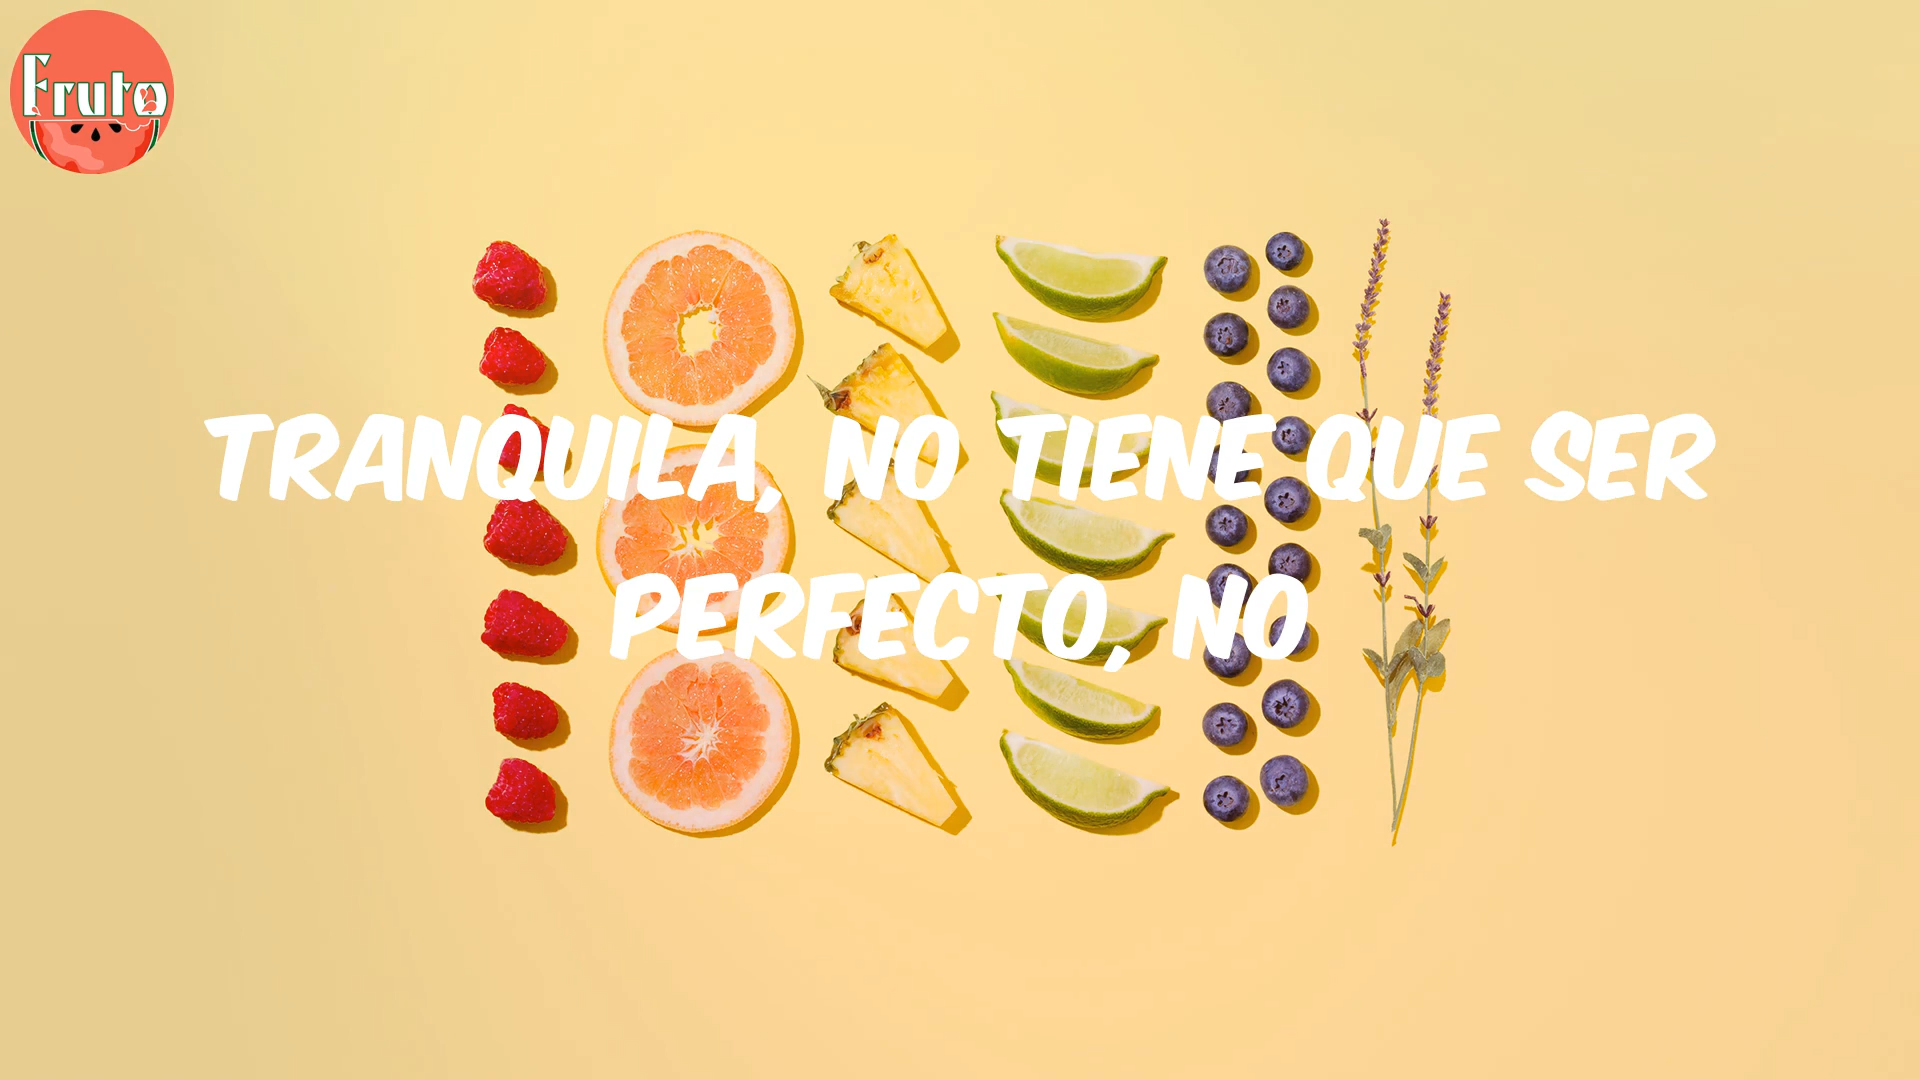 Fruto
TRANQUILA, NO TIENE QUE SER
PERFECTO, NO